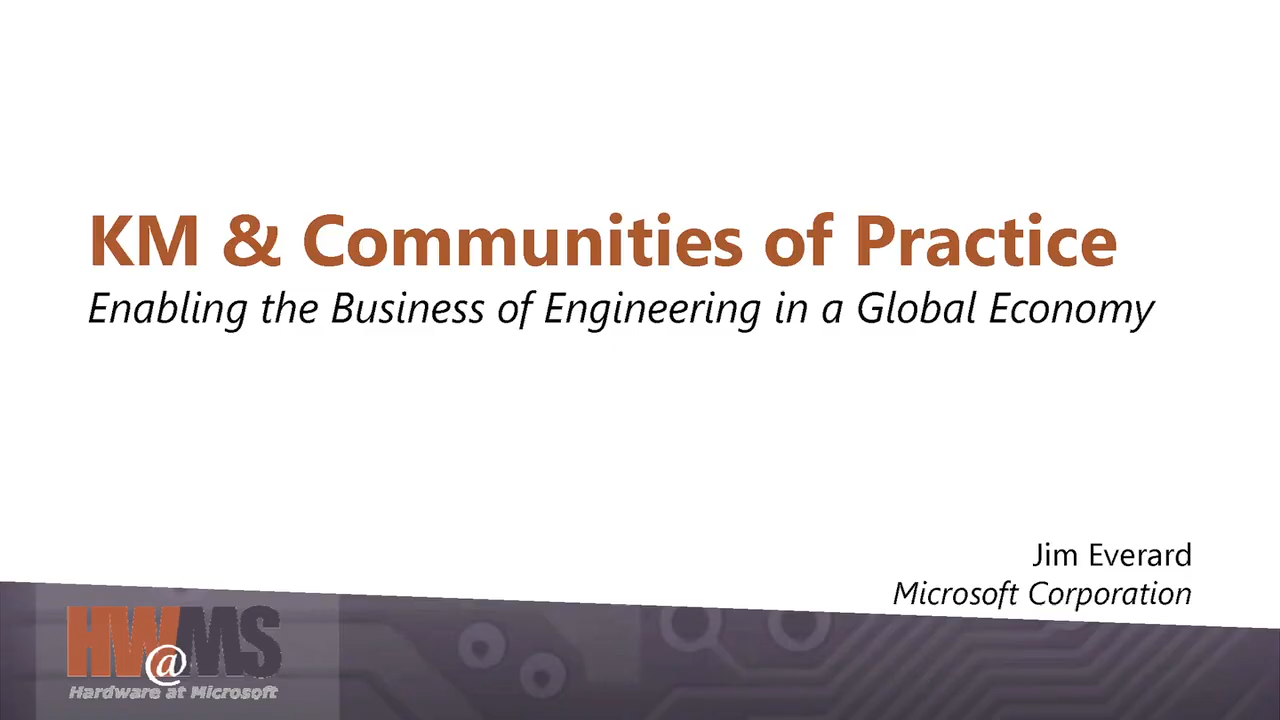 KM & Communities of Practice
Enabling the Business of Engineering in a Global Economy
Jim Everard
Microsoft Corporation
HW@MS
Hardware at Microsoft